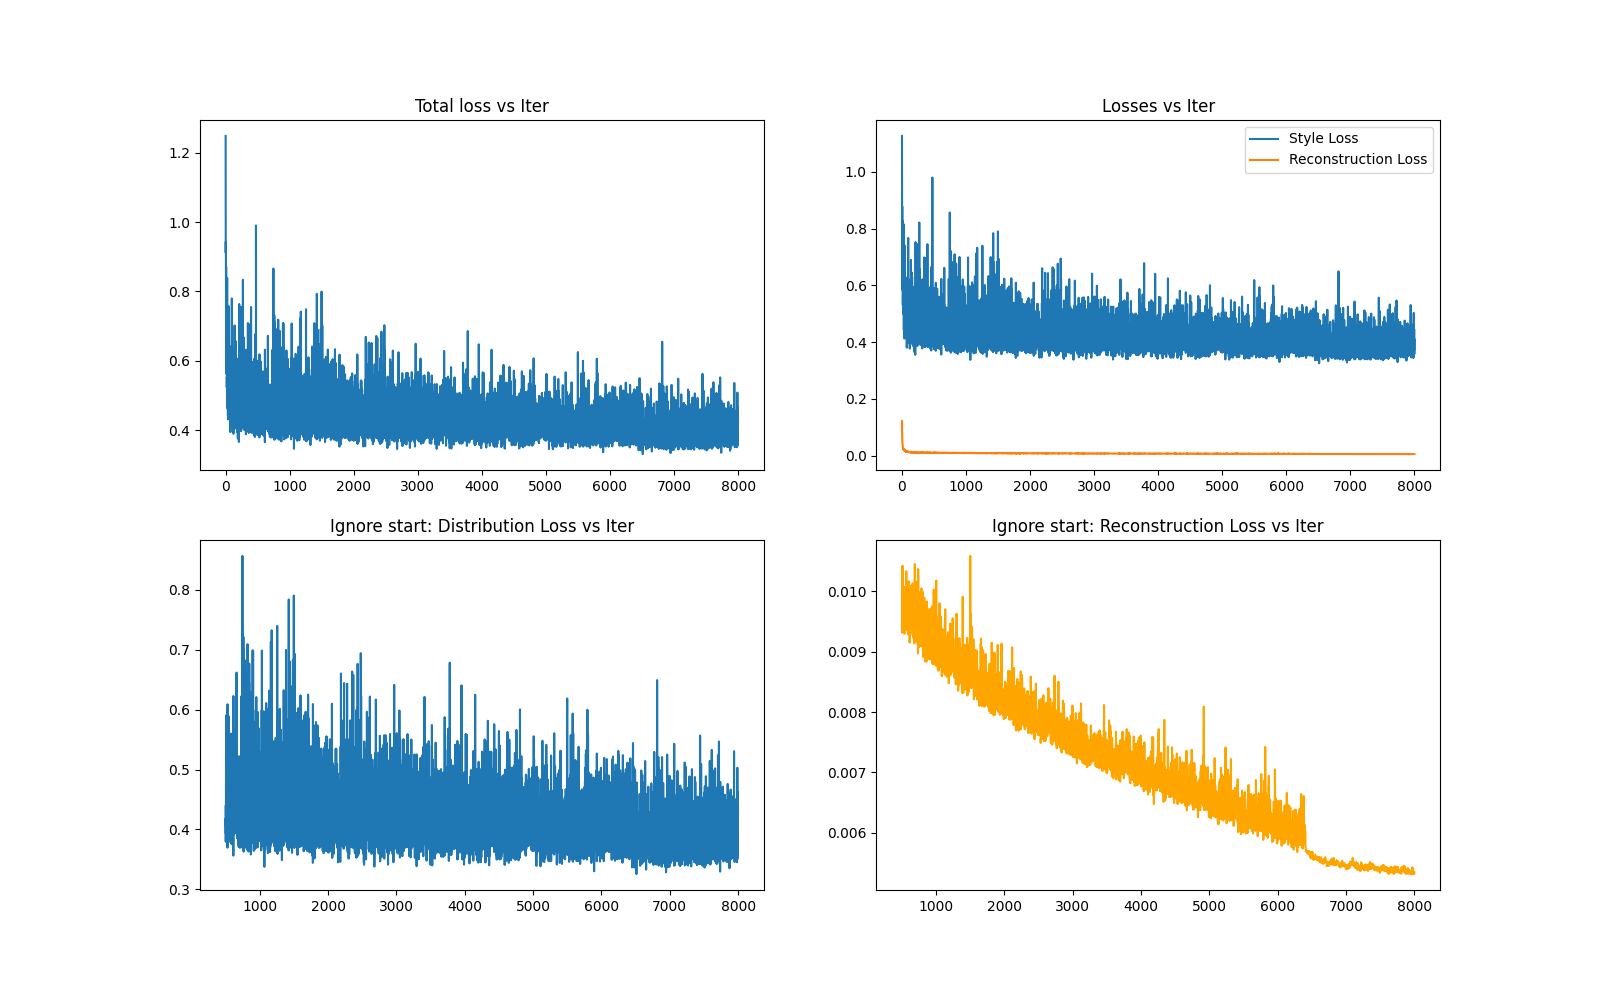 Total loss vs Iter
1.2
1.0
0.8
0.6
0.4
0 1000 2000 3000 4000 5000 6000 7000 8000
Losses vs Iter
Style Loss
Reconstruction Loss
1.0
0.8
0.6
0.4
0.2
0.0
0 1000 2000 3000 4000 5000 6000 7000 8000
Ignore start: Distribution Loss vs Iter
0.8
0.7
0.6
0.5
0.4
0.3
1000 2000 3000 4000 5000 6000 7000 8000
Ignore start: Reconstruction Loss vs Iter
0.010
0.009
0.008
0.007
0.006
1000 2000 3000 4000 5000 6000 7000 8000